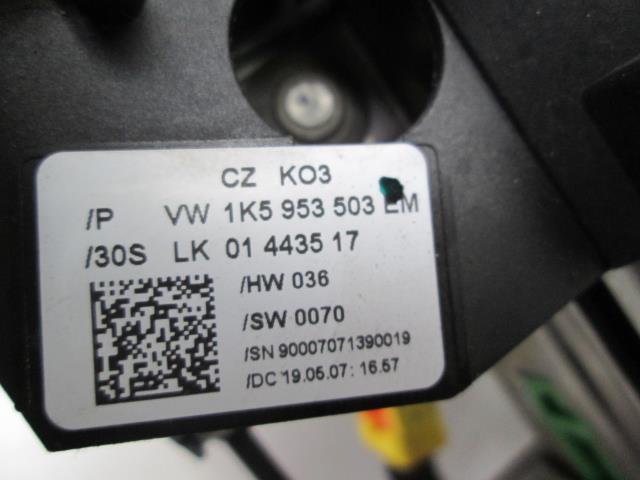 CZ KO3
/P VW 1K5 953 503 EM
/30S LK 01 4435 17
/HW 036
/SW 0070
/SN 90007071390019
/DC 19.05.07: 16.57